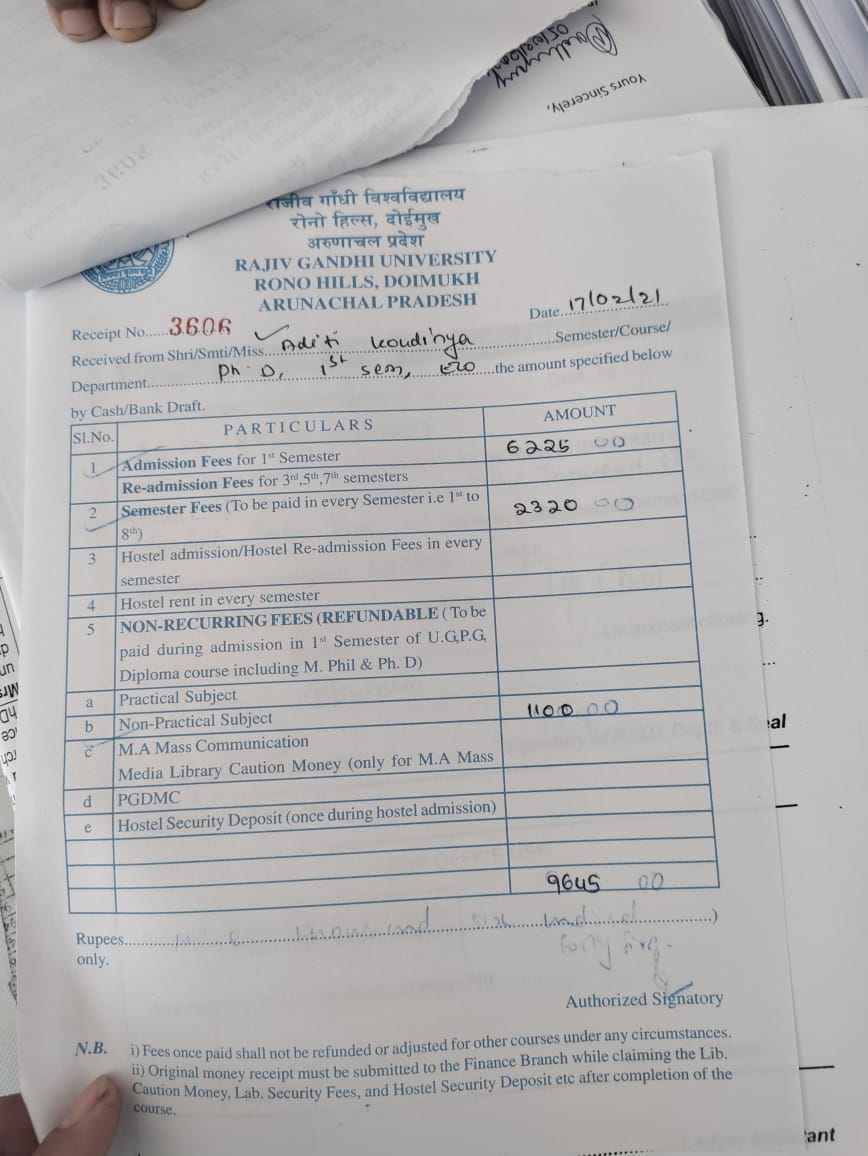 Yours Sincerely,
3608
राजीव गाँधी विश्वविद्यालय
रोनो हिल्स, दोईमुख
अरुणाचल प्रदेश
RAJIV GANDHI UNIVERSITY
RONO HILLS, DOIMUKH
ARUNACHAL PRADESH
Receipt No......3606 Date...17/02/21
Received from Shri/Smti/Miss...Aditi Koudinya...Semester/Course/
Department...Ph.D, 1st sem, ...the amount specified below
by Cash/Bank Draft.
Sl.No. PARTICULARS AMOUNT
1 Admission Fees for 1st Semester 6225 00
Re-admission Fees for 3rd,5th,7th semesters
2 Semester Fees (To be paid in every Semester i.e 1st to 2320 00
8th)
3 Hostel admission/Hostel Re-admission Fees in every
semester
4 Hostel rent in every semester
5 NON-RECURRING FEES (REFUNDABLE (To be
paid during admission in 1st Semester of U.G,P.G,
Diploma course including M. Phil & Ph. D)
a Practical Subject
b Non-Practical Subject 1100 00
c M.A Mass Communication
Media Library Caution Money (only for M.A Mass
d PGDMC
e Hostel Security Deposit (once during hostel admission)
9645 00
Rupees... thousand six hundred...)
forty five.
only.
Authorized Signatory
N.B. i) Fees once paid shall not be refunded or adjusted for other courses under any circumstances.
ii) Original money receipt must be submitted to the Finance Branch while claiming the Lib.
Caution Money, Lab. Security Fees, and Hostel Security Deposit etc after completion of the
course.